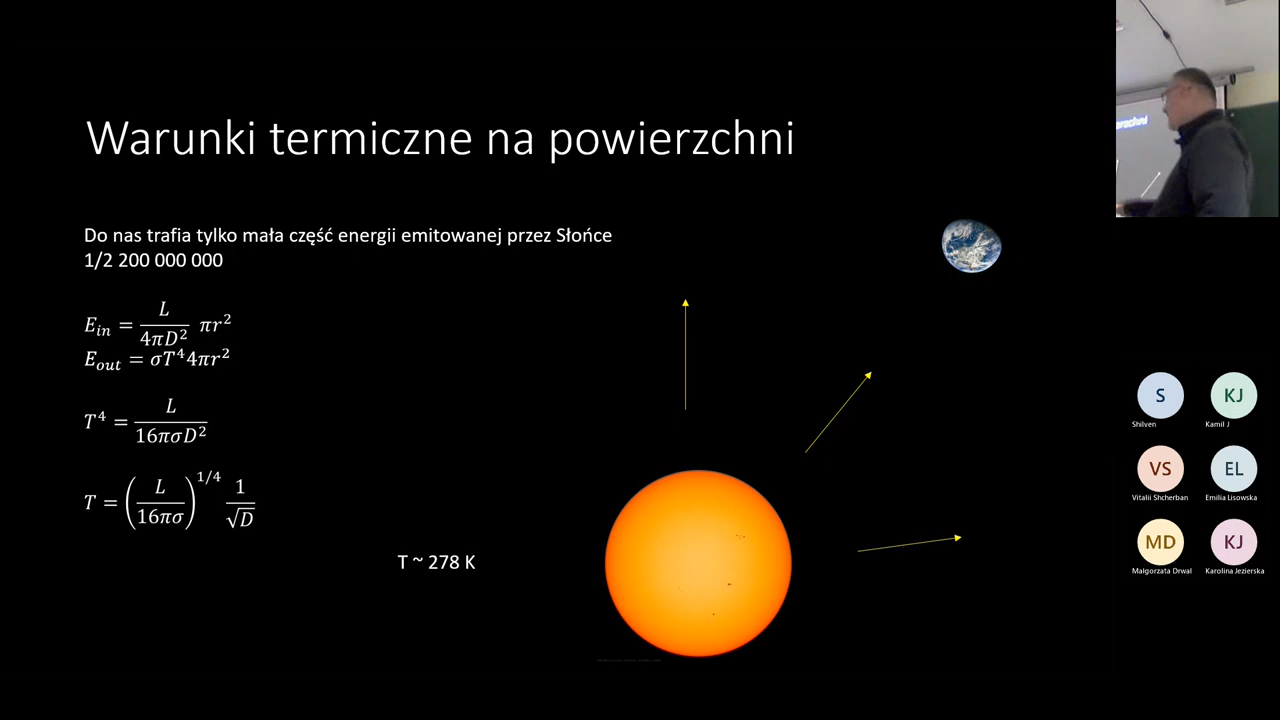 Warunki termiczne na powierzchni
Do nas trafia tylko mała część energii emitowanej przez Słońce
1/2 200 000 000
E_in = L / 4πD² πr²
E_out = σT⁴4πr²
T⁴ = L / 16πσD²
T = (L / 16πσ)^1/4 1 / √D
T ~ 278 K
S
KJ
Shilven
Kamil J
VS
EL
Vitalii Shcherban
Emilia Lisowska
MD
KJ
Małgorzata Drwal
Karolina Jezierska